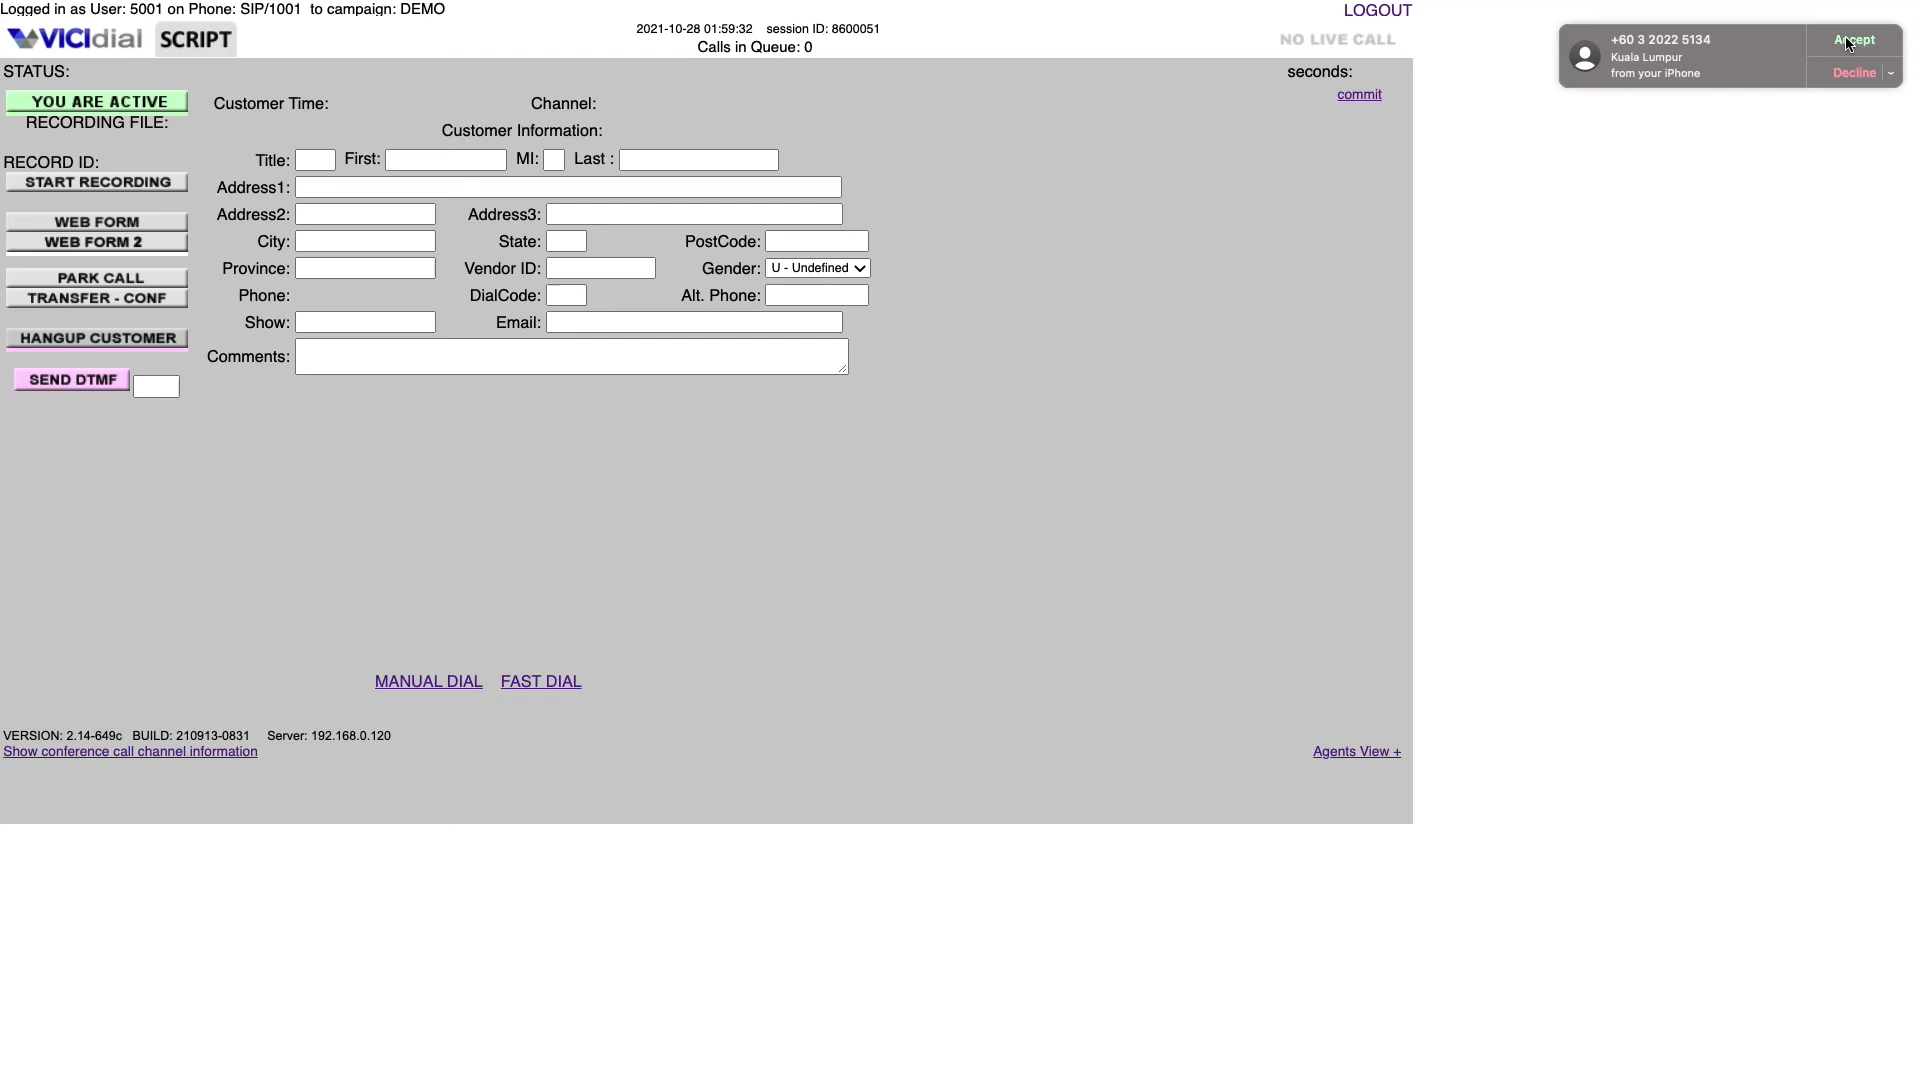 Logged in as User: 5001 on Phone: SIP/1001 to campaign: DEMO
LOGOUT
VICIdial SCRIPT
2021-10-28 01:59:32 session ID: 8600051
Calls in Queue: 0
NO LIVE CALL
+60 3 2022 5134
Kuala Lumpur
from your iPhone
Accept
Decline
STATUS:
seconds:
YOU ARE ACTIVE
Customer Time:
Channel:
commit
RECORDING FILE:
Customer Information:
RECORD ID:
START RECORDING
WEB FORM
WEB FORM 2
PARK CALL
TRANSFER - CONF
HANGUP CUSTOMER
SEND DTMF
Title: First: MI: Last :
Address1:
Address2: Address3:
City: State: PostCode:
Province: Vendor ID: Gender: U - Undefined
Phone: DialCode: Alt. Phone:
Show: Email:
Comments:
MANUAL DIAL FAST DIAL
VERSION: 2.14-649c BUILD: 210913-0831 Server: 192.168.0.120
Show conference call channel information
Agents View +